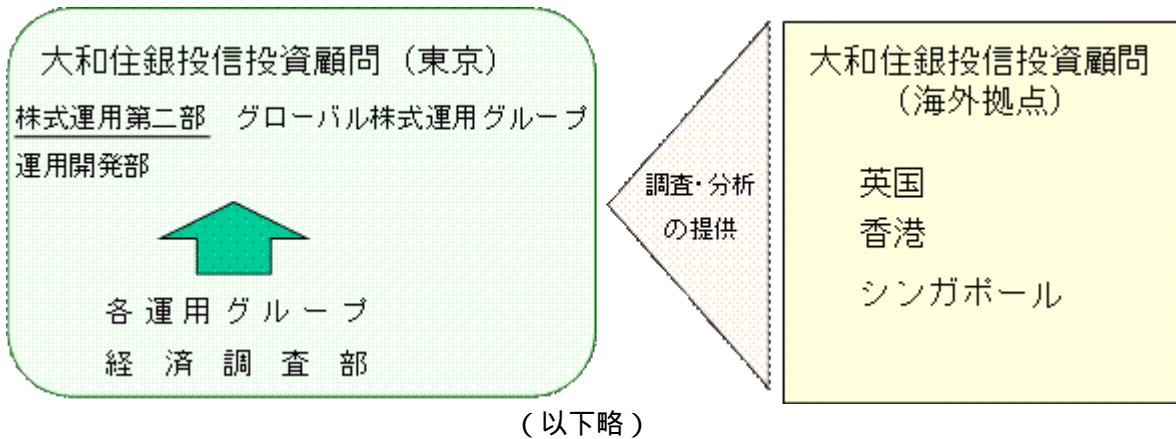 大和住銀投信投資顧問（東京）
株式運用第二部　グローバル株式運用グループ
運用開発部
各運用グループ
経済調査部
調査・分析
の提供
大和住銀投信投資顧問
（海外拠点）
英国
香港
シンガポール
（以下略）